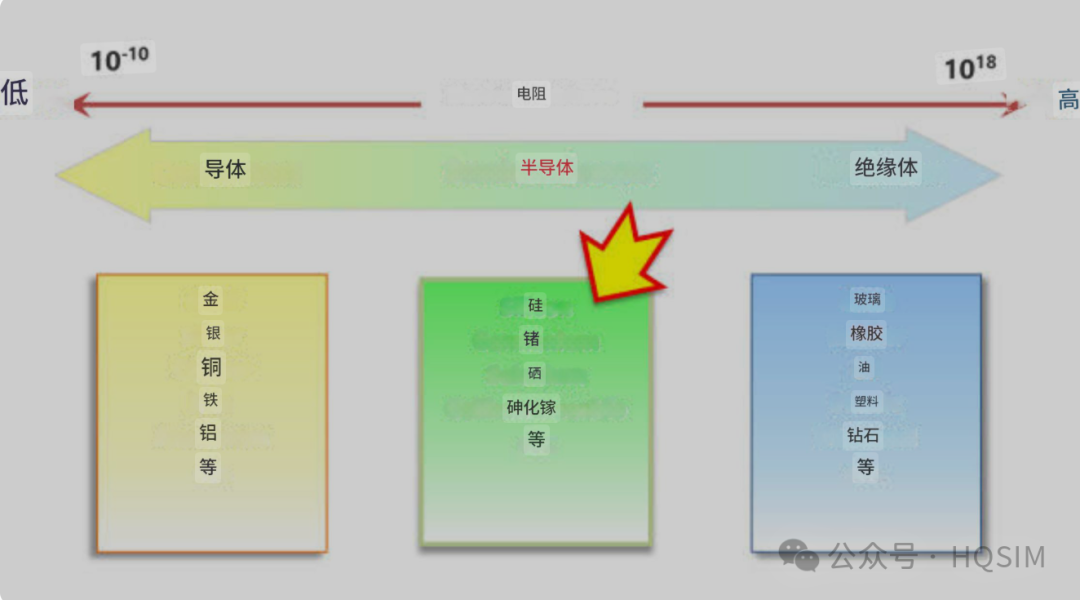 10⁻¹⁰
10¹⁸
低
电阻
高
导体
半导体
绝缘体
金
银
铜
铁
铝
等
硅
锗
硒
砷化镓
等
玻璃
橡胶
油
塑料
钻石
等
公众号 · HQSIM